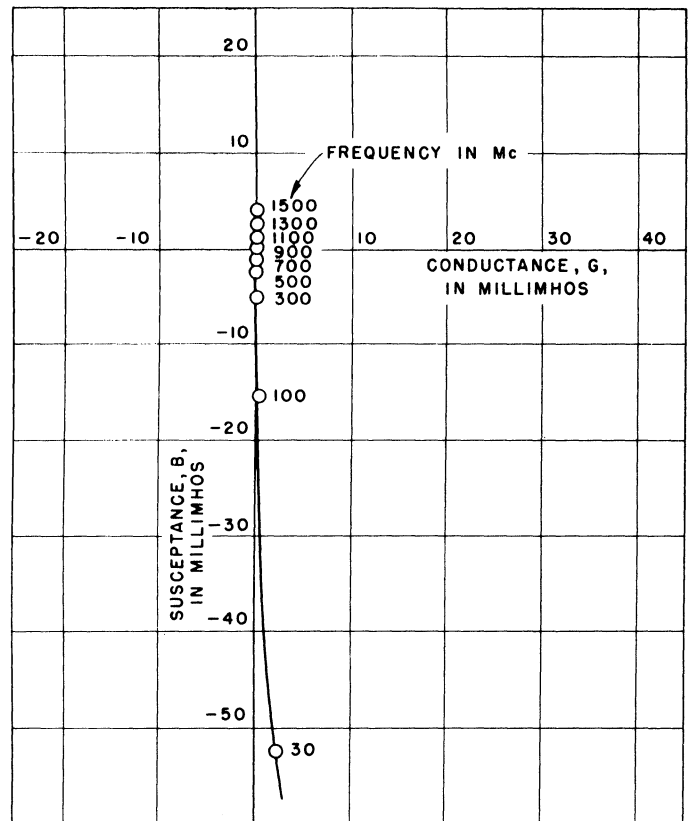 20
10
FREQUENCY IN Mc
1500
1300
1100
-20 -10 10 20 30 40
900
700
CONDUCTANCE, G,
IN MILLIMHOS
500
300
-10
100
-20
SUSCEPTANCE, B,
IN MILLIMHOS
-30
-40
-50
30